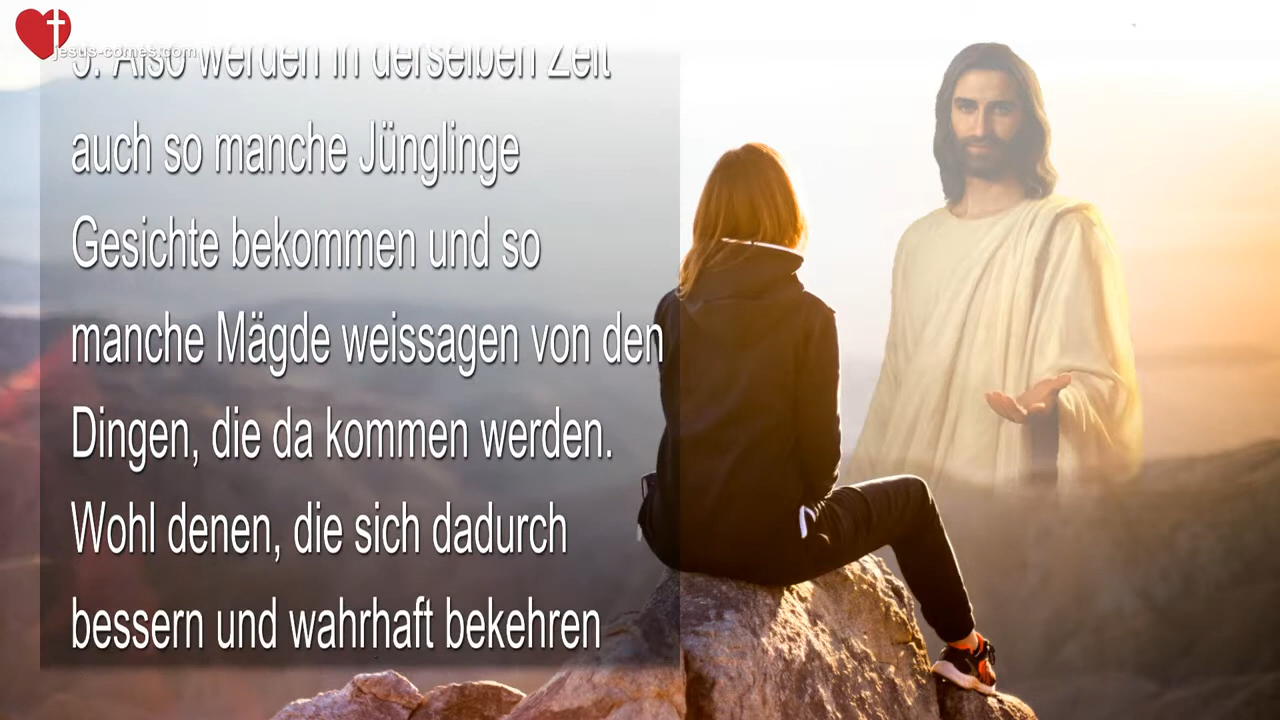 jesus-comes.com
5. Also werden in derselben Zeit
auch so manche Jünglinge
Gesichte bekommen und so
manche Mägde weissagen von den
Dingen, die da kommen werden.
Wohl denen, die sich dadurch
bessern und wahrhaft bekehren